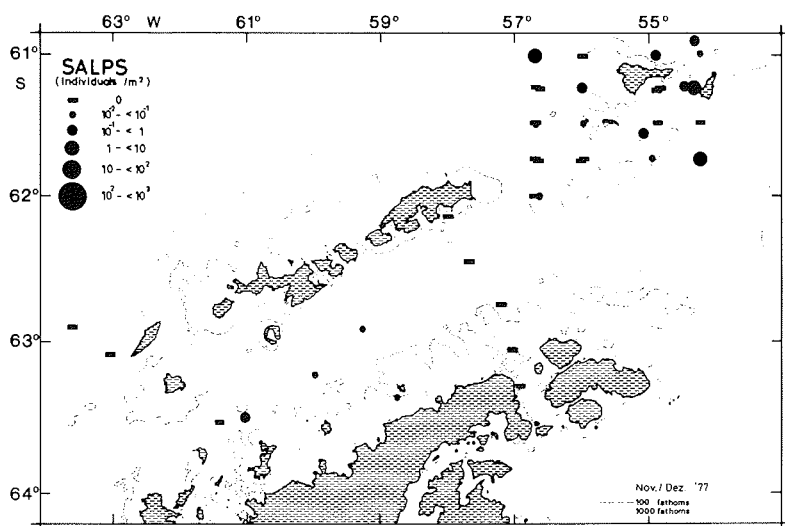 63° W 61° 59° 57° 55°
61°
S
SALPS
(Individuals /m²)
0
10⁻² - <10⁻¹
10⁻¹ - < 1
1 - <10
10 - <10²
10² - <10³
62°
63°
64°
Nov./ Dez. '77
100 fathoms
1000 fathoms